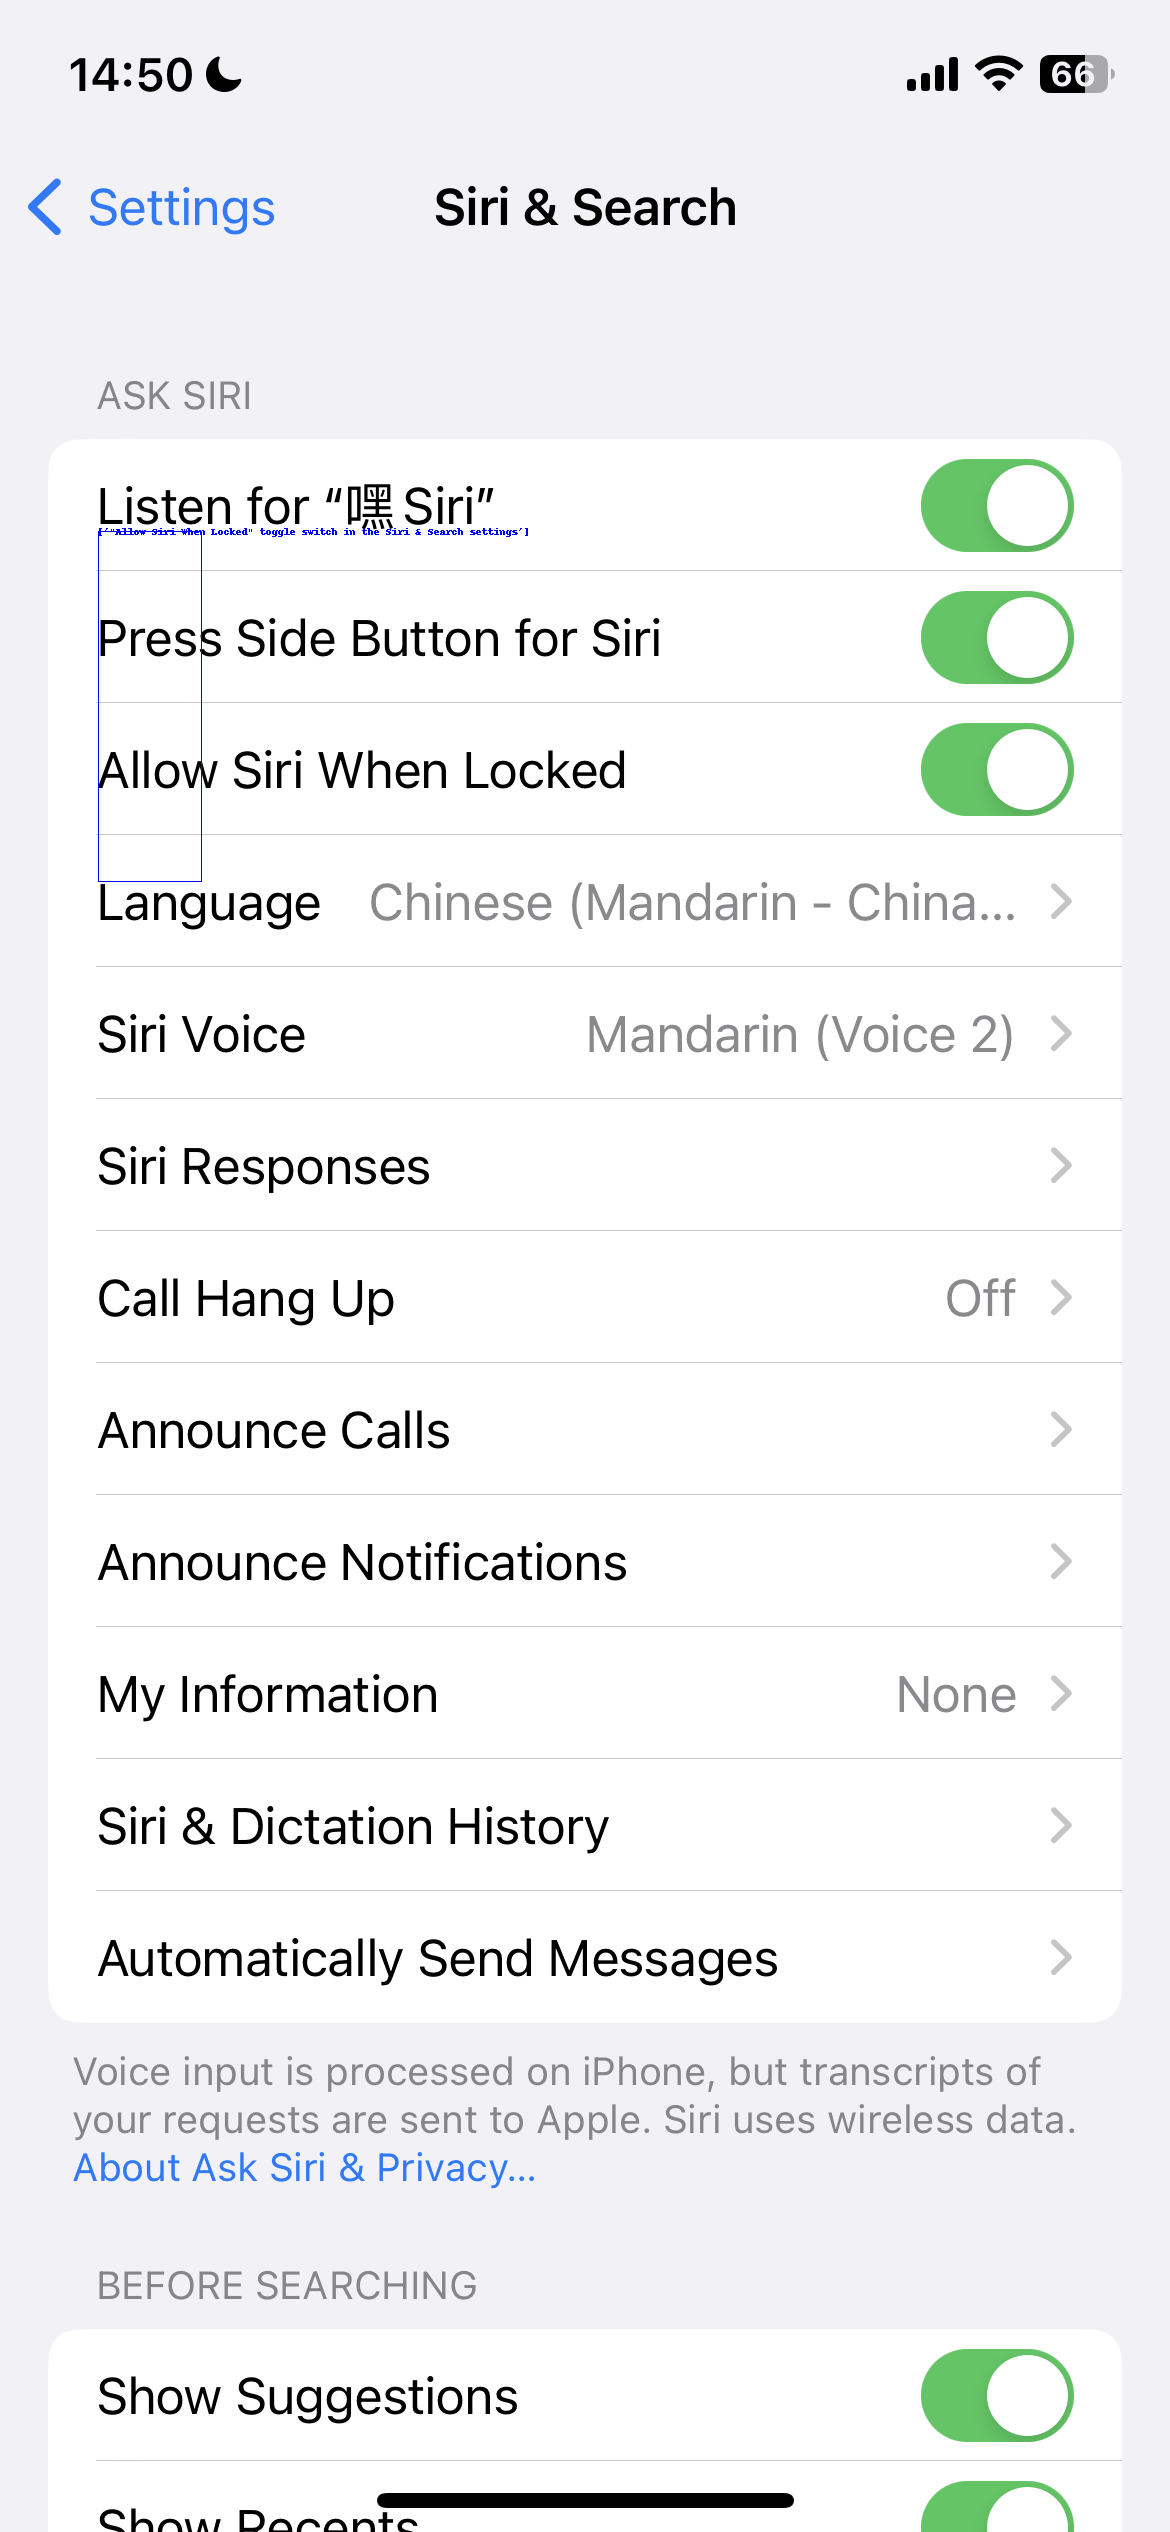 14:50
66
Settings
Siri & Search
ASK SIRI
Listen for “嘿 Siri”
['"Allow Siri When Locked" toggle switch in the Siri & Search settings']
Press Side Button for Siri
Allow Siri When Locked
Language Chinese (Mandarin - China...
Siri Voice Mandarin (Voice 2)
Siri Responses
Call Hang Up Off
Announce Calls
Announce Notifications
My Information None
Siri & Dictation History
Automatically Send Messages
Voice input is processed on iPhone, but transcripts of
your requests are sent to Apple. Siri uses wireless data.
About Ask Siri & Privacy...
BEFORE SEARCHING
Show Suggestions
Show Recents